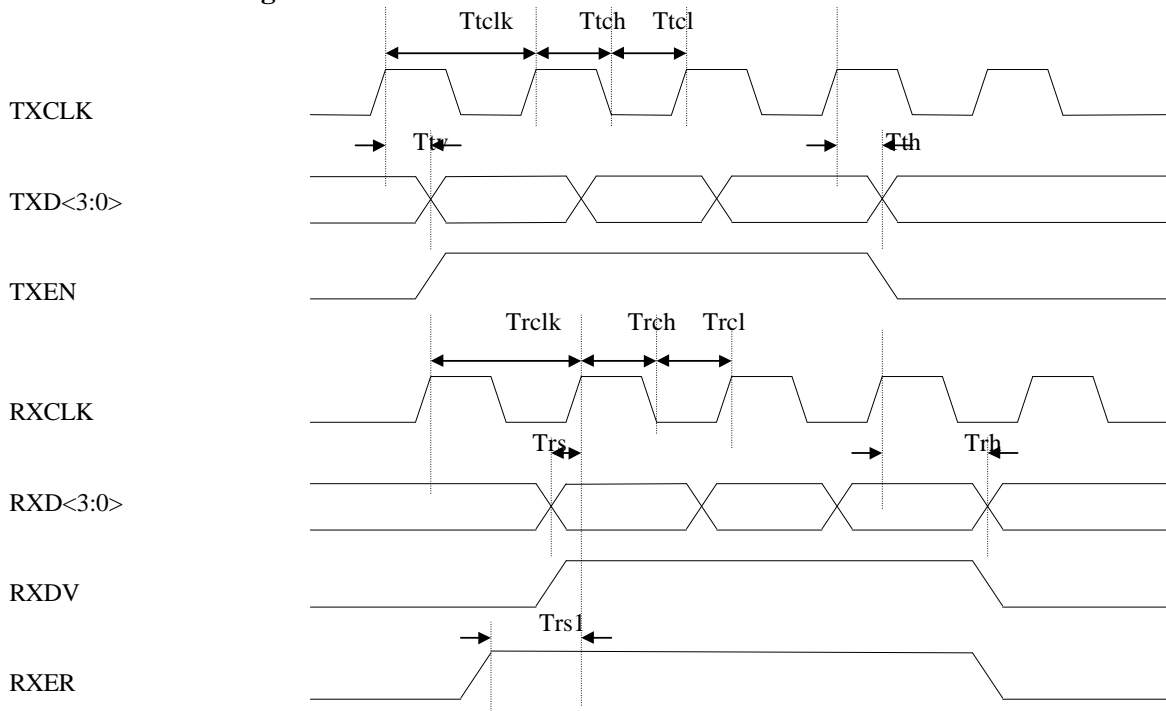 Ttclk Ttch Ttcl
TXCLK
Ttv Tth
TXD<3:0>
TXEN
Trclk Trch Trcl
RXCLK
Trs Trh
RXD<3:0>
RXDV
Trs1
RXER